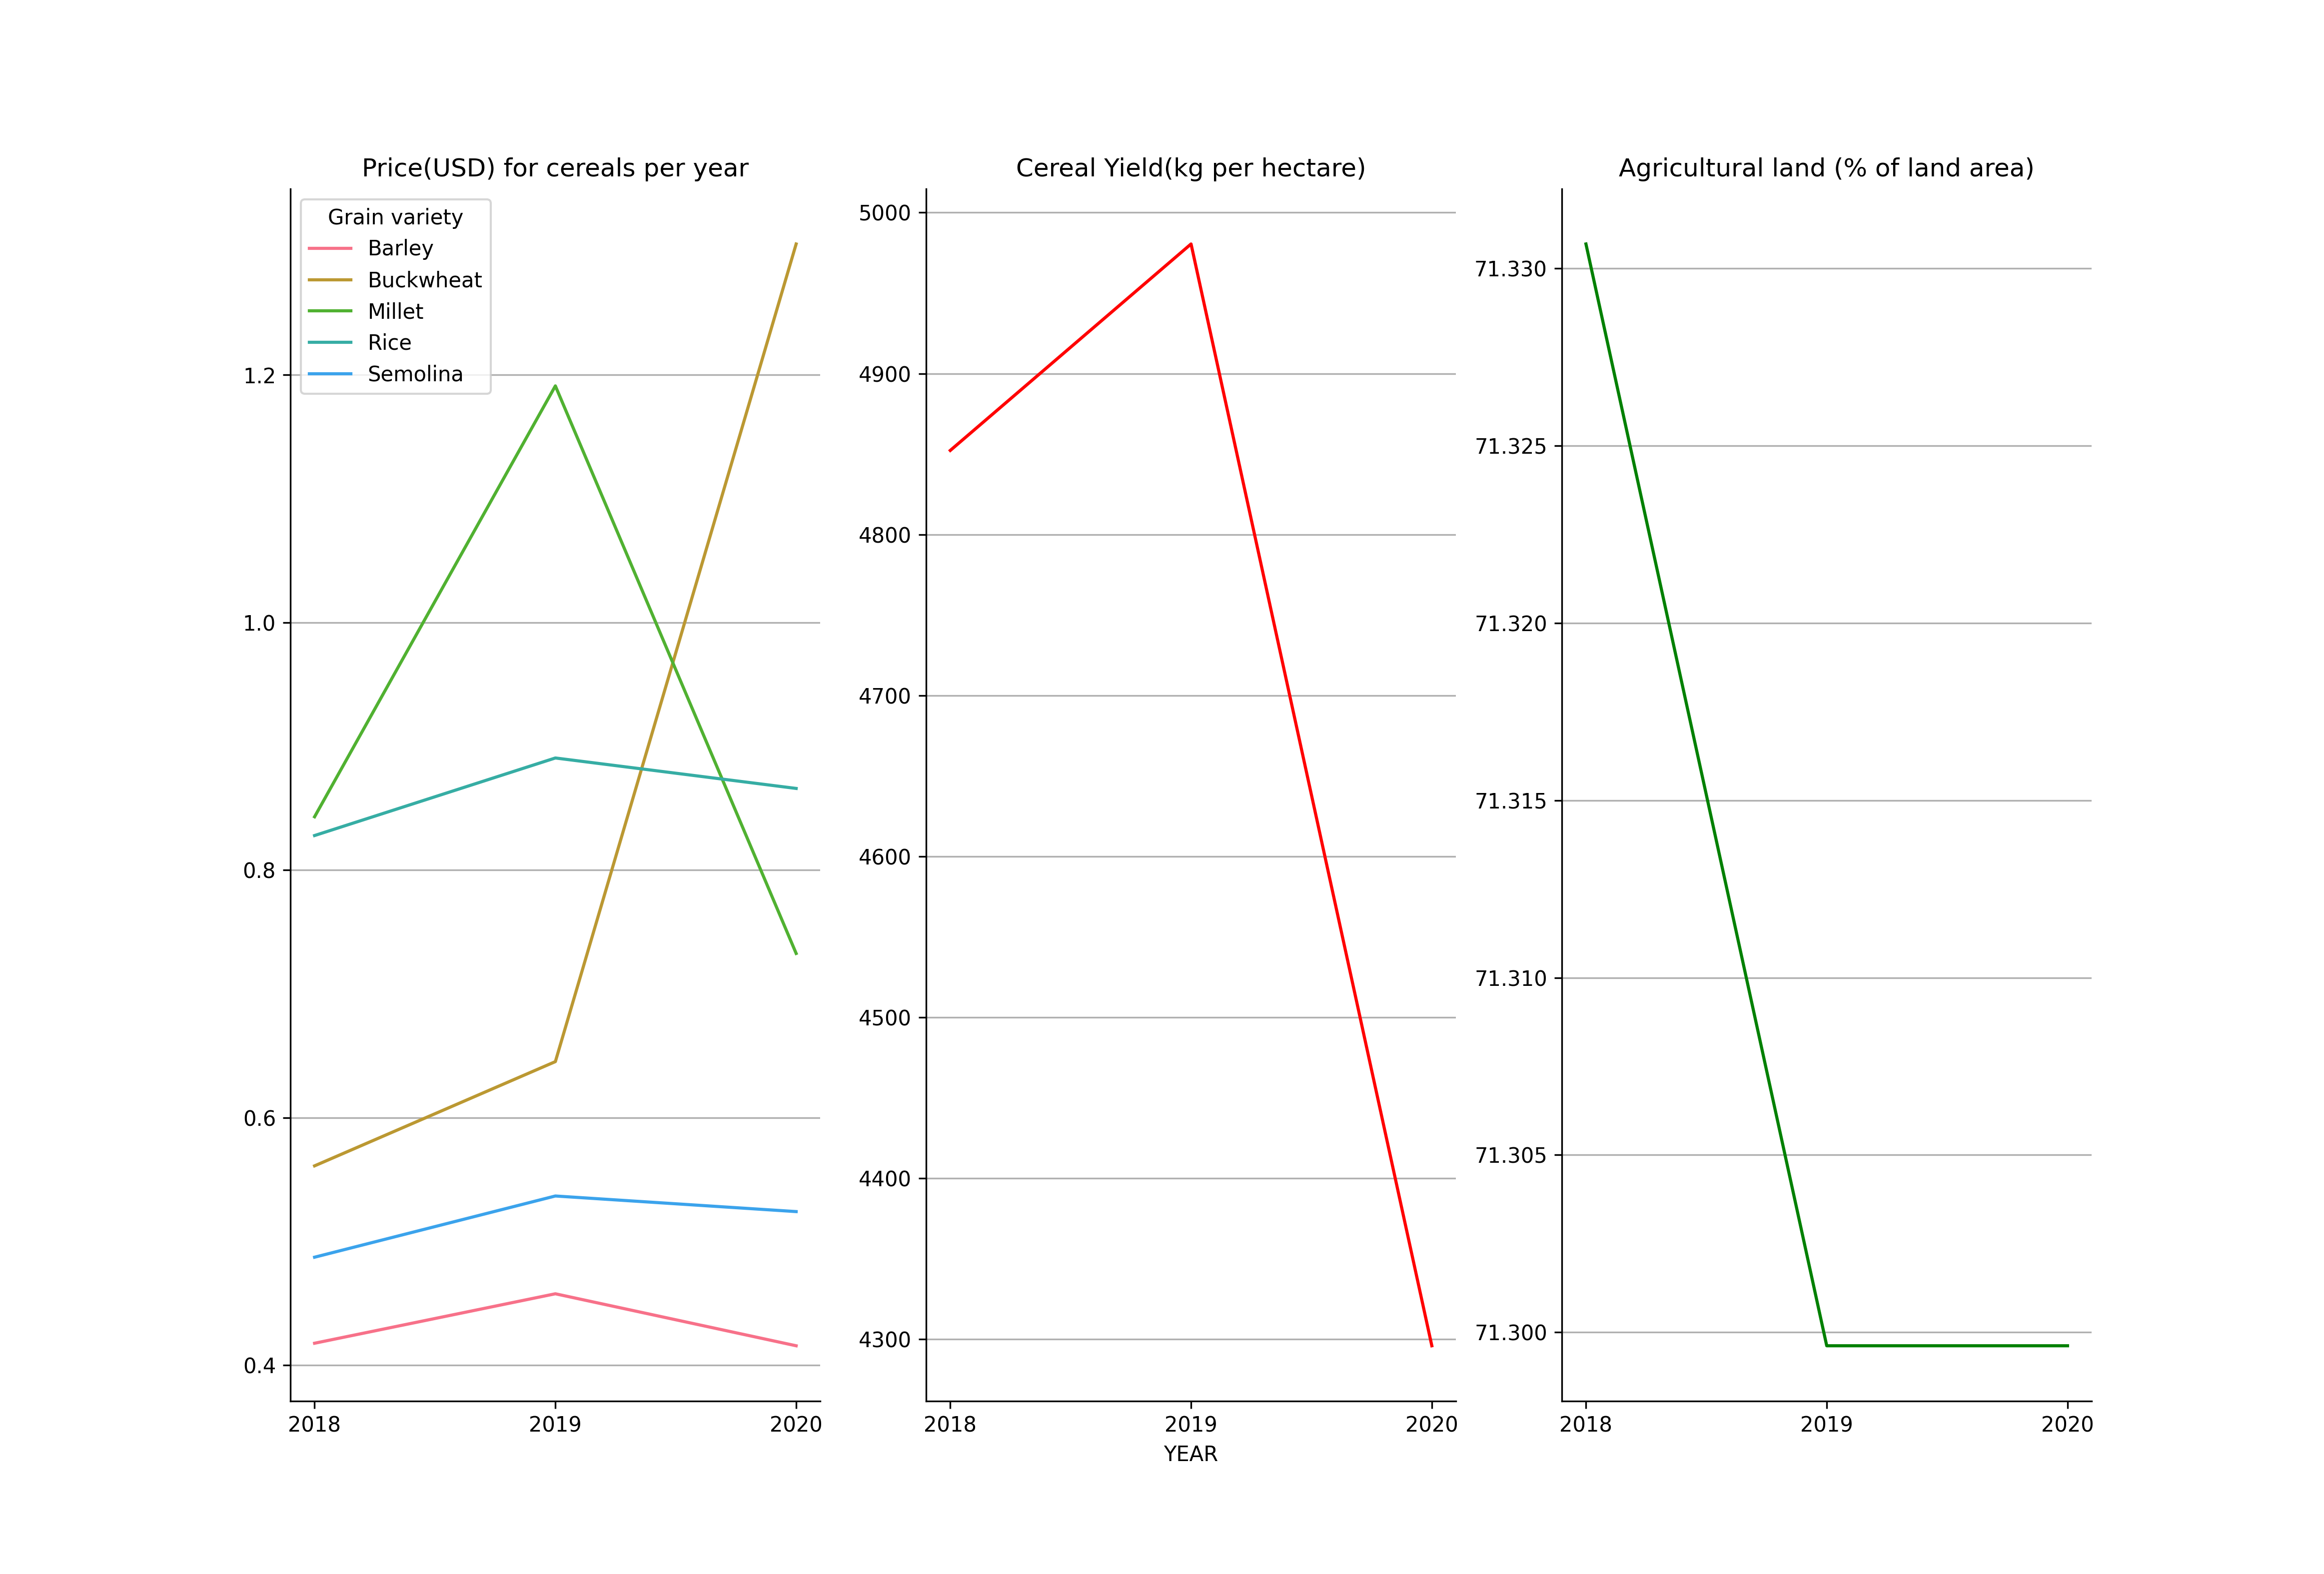 Price(USD) for cereals per year
Grain variety
Barley
Buckwheat
Millet
Rice
Semolina
1.2
1.0
0.8
0.6
0.4
2018 2019 2020
Cereal Yield(kg per hectare)
5000
4900
4800
4700
4600
4500
4400
4300
2018 2019 2020
YEAR
Agricultural land (% of land area)
71.330
71.325
71.320
71.315
71.310
71.305
71.300
2018 2019 2020